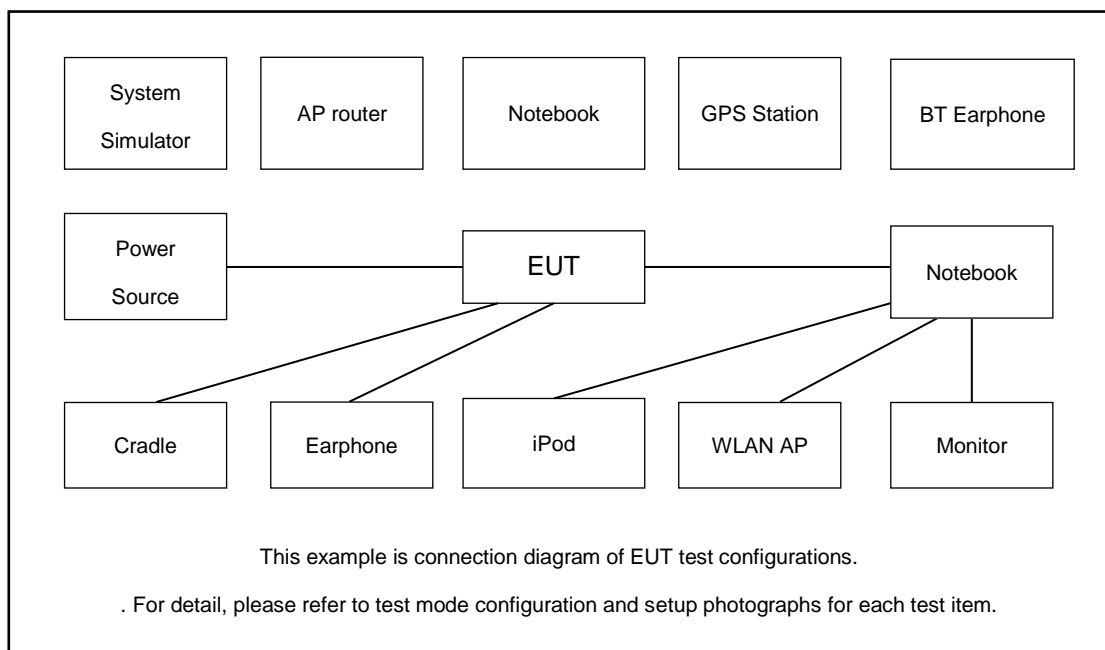 System
Simulator
AP router
Notebook
GPS Station
BT Earphone
Power
Source
EUT
Notebook
Cradle
Earphone
iPod
WLAN AP
Monitor
This example is connection diagram of EUT test configurations.
. For detail, please refer to test mode configuration and setup photographs for each test item.